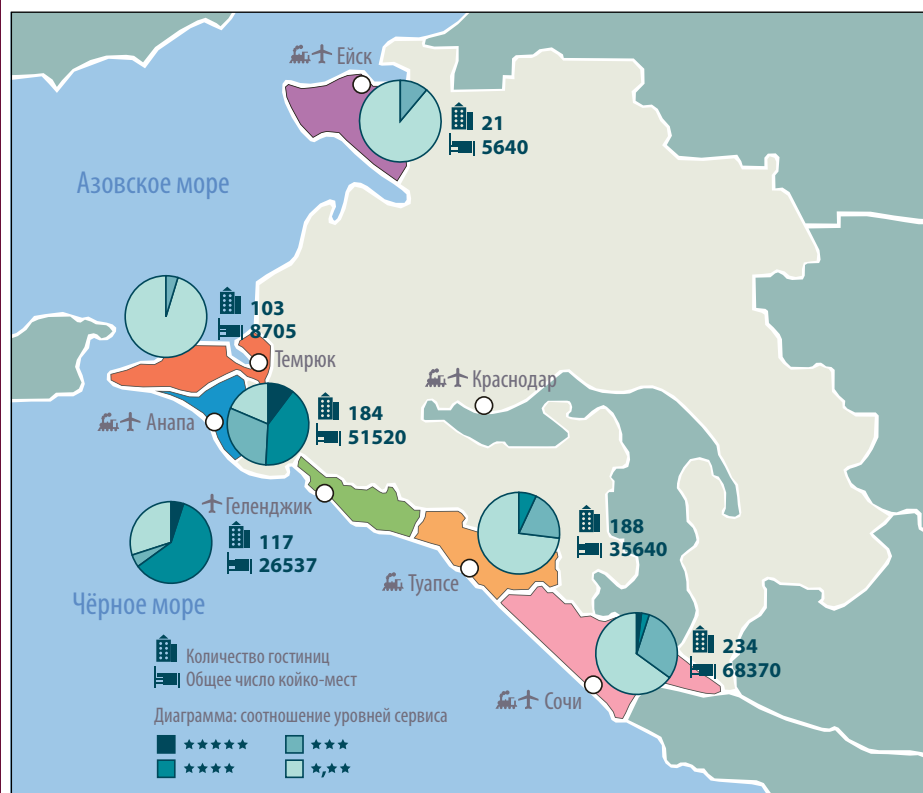 Ейск
21
5640
Азовское море
103
8705
Темрюк
Краснодар
Анапа
184
51520
Геленджик
117
26537
188
35640
Туапсе
Чёрное море
234
68370
Сочи
Количество гостиниц
Общее число койко-мест
Диаграмма: соотношение уровней сервиса
★★★★★
★★★
★★★★
★,★★